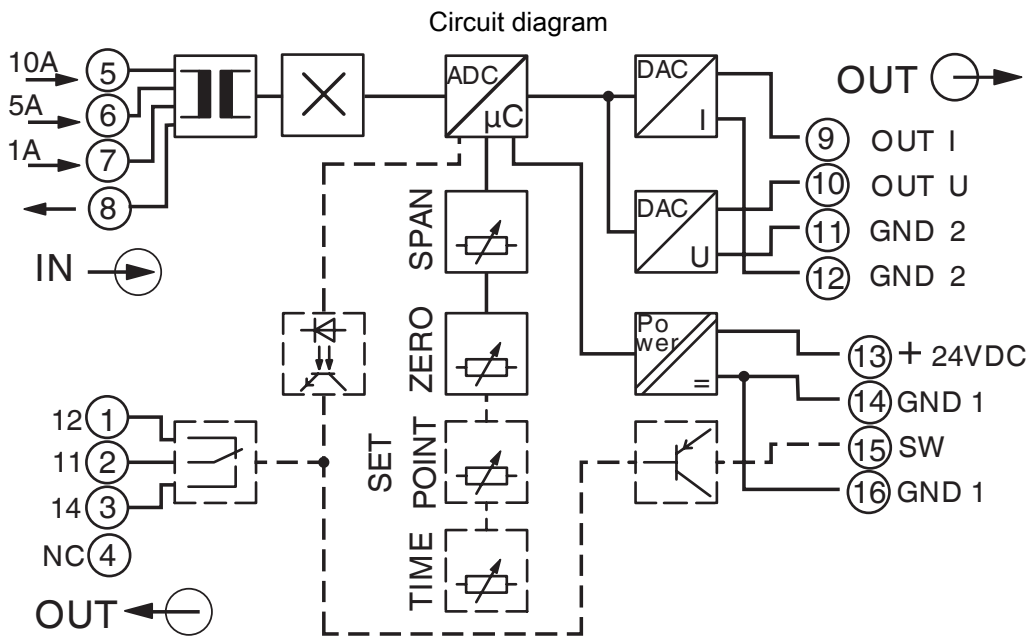 Circuit diagram
10A 5
5A 6
1A 7
8
IN
ADC
µC
DAC
I
DAC
U
OUT
9 OUT I
10 OUT U
11 GND 2
12 GND 2
SPAN
ZERO
SET
POINT
TIME
Po
wer
=
13 + 24VDC
14 GND 1
15 SW
16 GND 1
12 1
11 2
14 3
NC 4
OUT